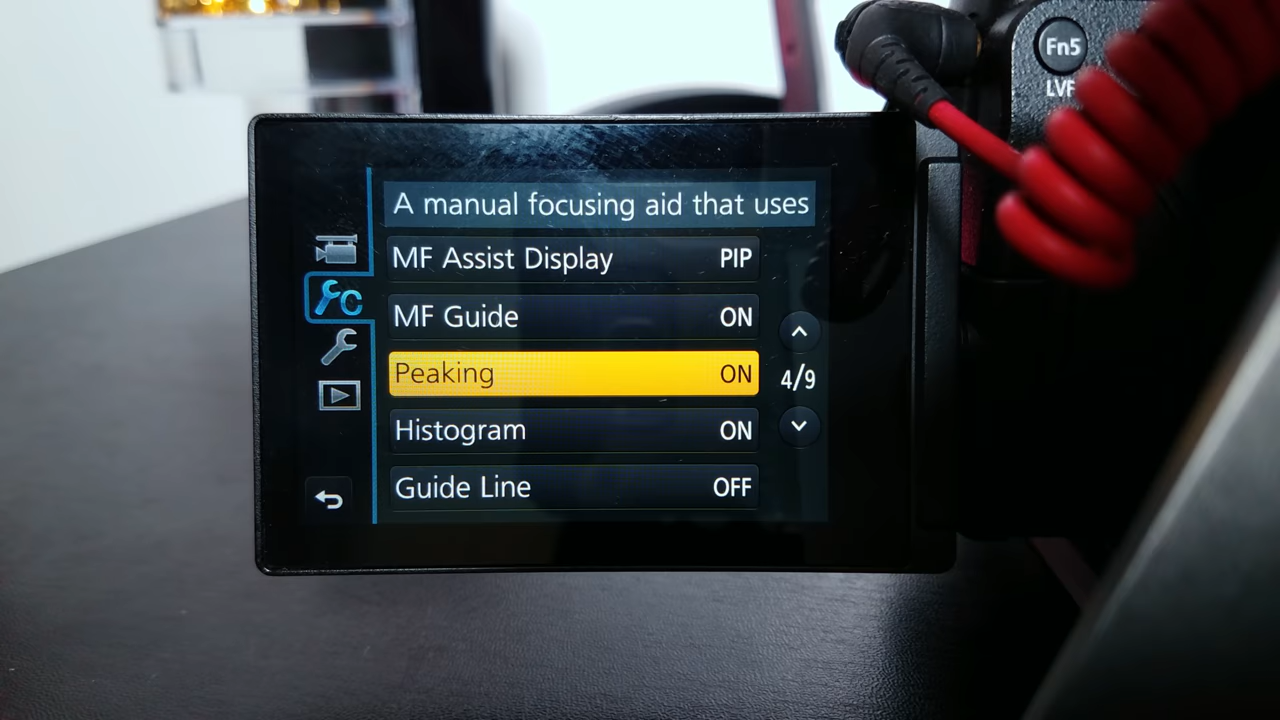 Fn5
LVF
A manual focusing aid that uses
MF Assist Display PIP
MF Guide ON
Peaking ON
4/9
Histogram ON
Guide Line OFF
C